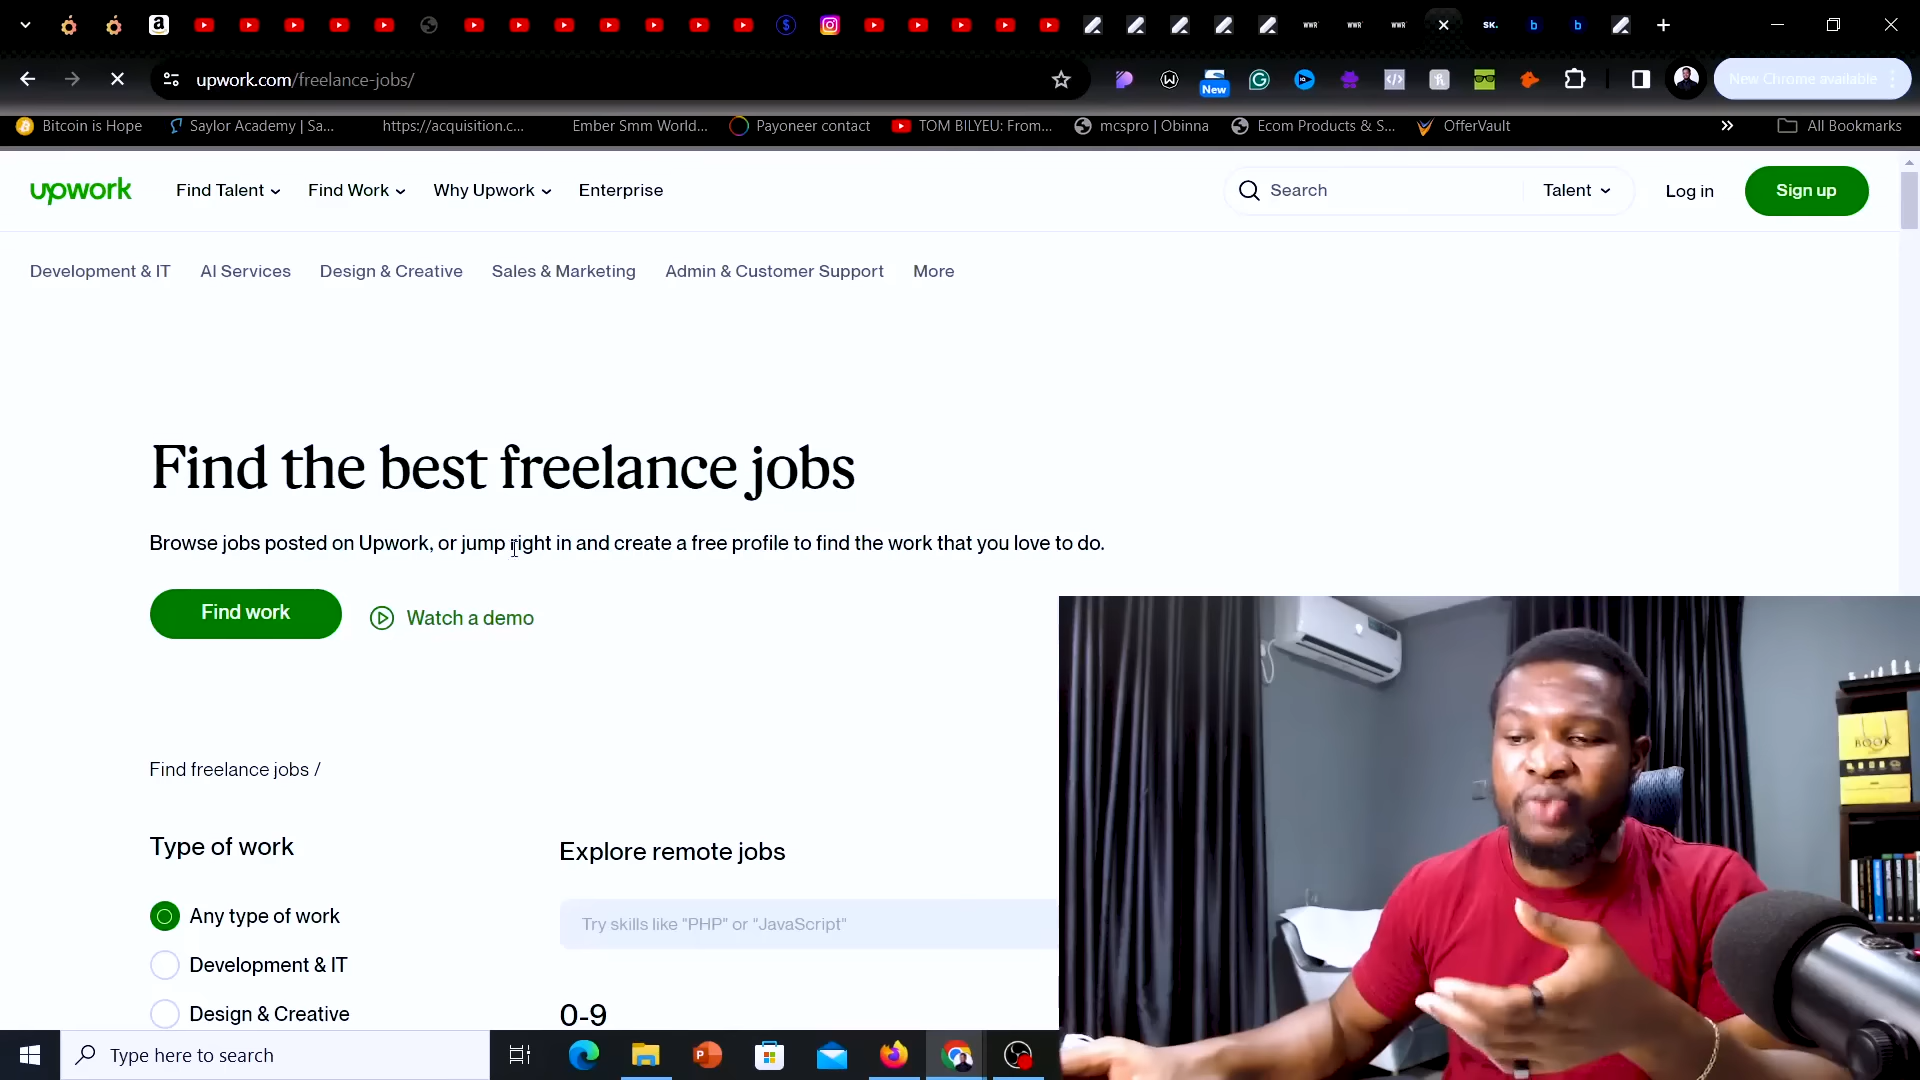 upwork.com/freelance-jobs/
New
New Chrome available
Bitcoin is Hope
Saylor Academy | Sa...
https://acquisition.c...
Ember Smm World...
Payoneer contact
TOM BILYEU: From...
mcspro | Obinna
Ecom Products & S...
OfferVault
All Bookmarks
upwork
Find Talent
Find Work
Why Upwork
Enterprise
Search
Talent
Log in
Sign up
Development & IT
AI Services
Design & Creative
Sales & Marketing
Admin & Customer Support
More
Find the best freelance jobs
Browse jobs posted on Upwork, or jump right in and create a free profile to find the work that you love to do.
Find work
Watch a demo
Find freelance jobs /
Type of work
Explore remote jobs
Any type of work
Try skills like "PHP" or "JavaScript"
Development & IT
Design & Creative
0-9
BOOK
Type here to search